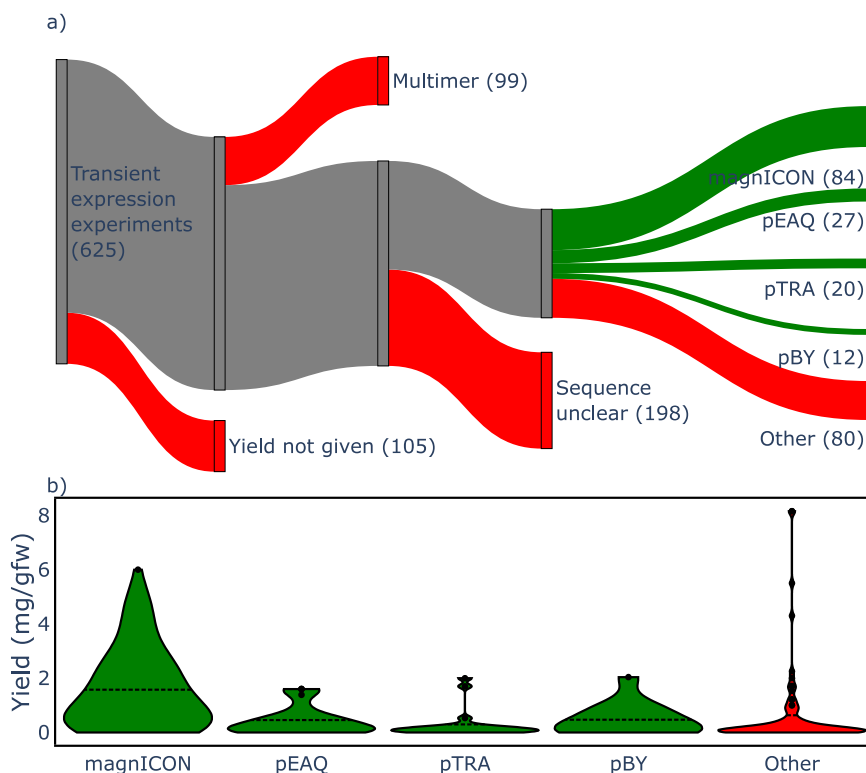 a)
Multimer (99)
Transient
expression
experiments
(625)
magnICON (84)
pEAQ (27)
pTRA (20)
pBY (12)
Sequence
unclear (198)
Other (80)
Yield not given (105)
b)
Yield (mg/gfw)
8
6
4
2
0
magnICON pEAQ pTRA pBY Other